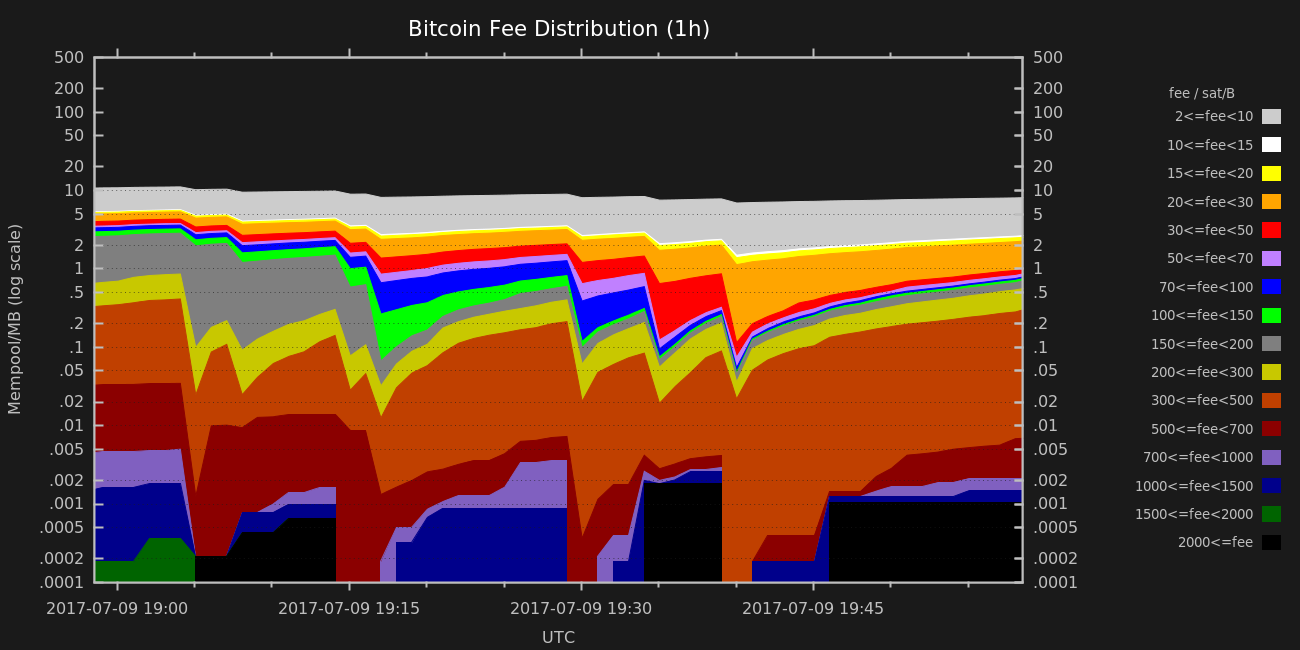 Bitcoin Fee Distribution (1h)
500 500
200 200
100 100
50 50
20 20
10 10
5 5
2 2
1 1
.5 .5
.2 .2
.1 .1
.05 .05
.02 .02
.01 .01
.005 .005
.002 .002
.001 .001
.0005 .0005
.0002 .0002
.0001 .0001
Mempool/MB (log scale)
2017-07-09 19:00 2017-07-09 19:15 2017-07-09 19:30 2017-07-09 19:45
UTC
fee / sat/B
2<=fee<10
10<=fee<15
15<=fee<20
20<=fee<30
30<=fee<50
50<=fee<70
70<=fee<100
100<=fee<150
150<=fee<200
200<=fee<300
300<=fee<500
500<=fee<700
700<=fee<1000
1000<=fee<1500
1500<=fee<2000
2000<=fee